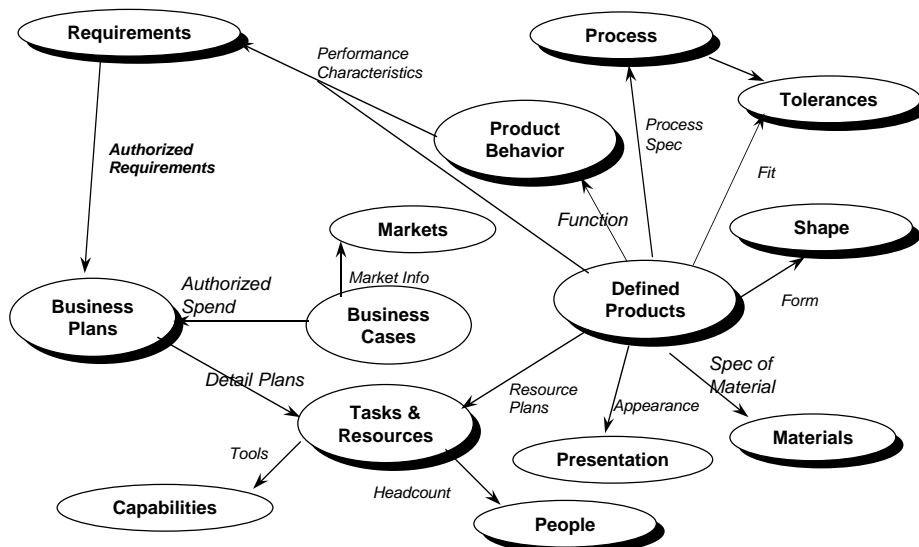 Requirements
Process
Performance
Characteristics
Tolerances
Product
Behavior
Process
Spec
Authorized
Requirements
Fit
Function
Markets
Shape
Market Info
Authorized
Spend
Defined
Products
Form
Business
Plans
Business
Cases
Detail Plans
Resource
Plans
Spec of
Material
Tasks &
Resources
Appearance
Materials
Tools
Presentation
Headcount
Capabilities
People